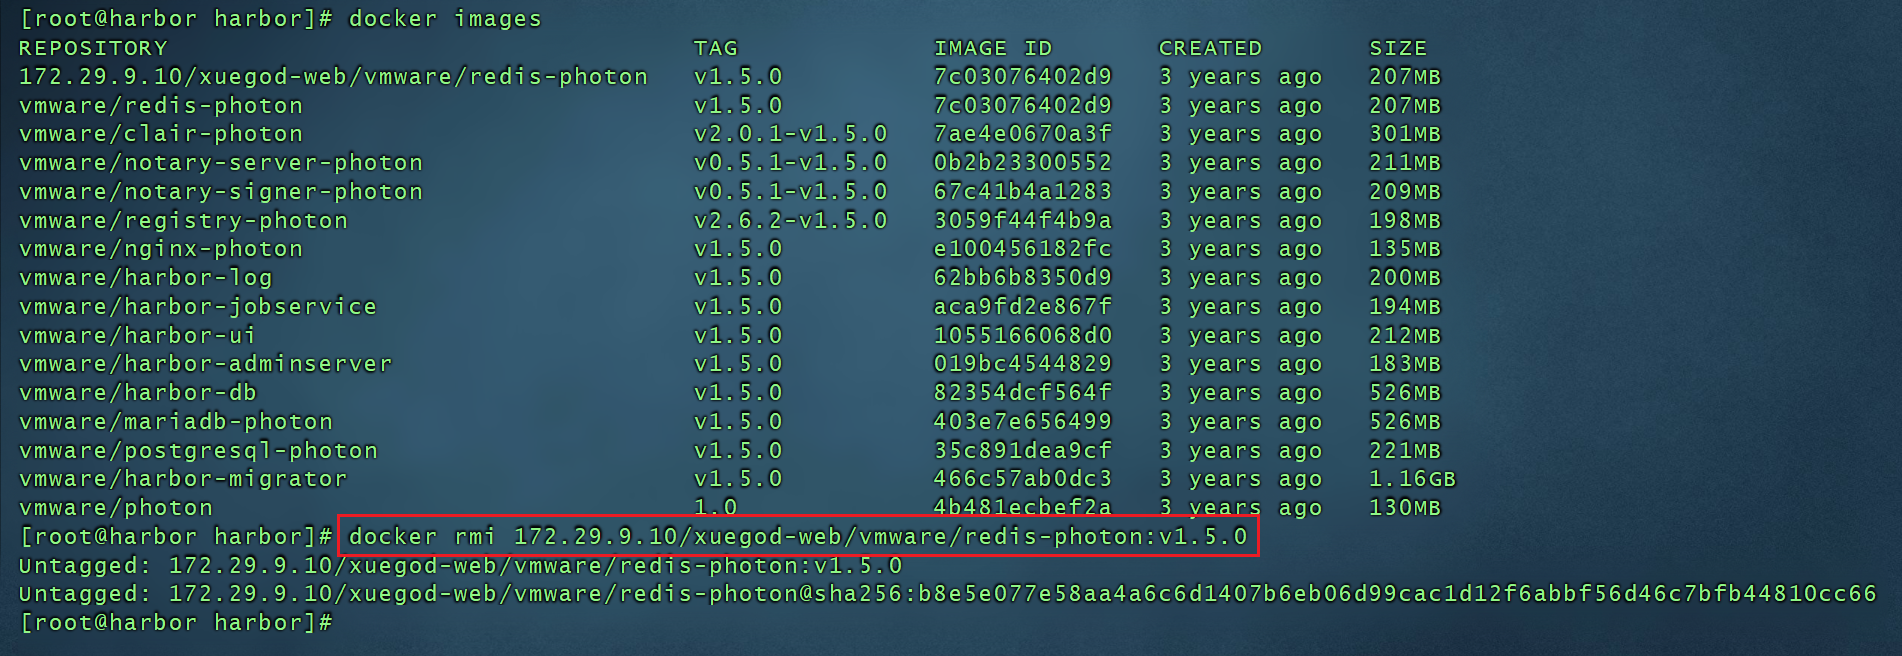 [root@harbor harbor]# docker images
REPOSITORY TAG IMAGE ID CREATED SIZE
172.29.9.10/xuegod-web/vmware/redis-photon v1.5.0 7c03076402d9 3 years ago 207MB
vmware/redis-photon v1.5.0 7c03076402d9 3 years ago 207MB
vmware/clair-photon v2.0.1-v1.5.0 7ae4e0670a3f 3 years ago 301MB
vmware/notary-server-photon v0.5.1-v1.5.0 0b2b23300552 3 years ago 211MB
vmware/notary-signer-photon v0.5.1-v1.5.0 67c41b4a1283 3 years ago 209MB
vmware/registry-photon v2.6.2-v1.5.0 3059f44f4b9a 3 years ago 198MB
vmware/nginx-photon v1.5.0 e100456182fc 3 years ago 135MB
vmware/harbor-log v1.5.0 62bb6b8350d9 3 years ago 200MB
vmware/harbor-jobservice v1.5.0 aca9fd2e867f 3 years ago 194MB
vmware/harbor-ui v1.5.0 1055166068d0 3 years ago 212MB
vmware/harbor-adminserver v1.5.0 019bc4544829 3 years ago 183MB
vmware/harbor-db v1.5.0 82354dcf564f 3 years ago 526MB
vmware/mariadb-photon v1.5.0 403e7e656499 3 years ago 526MB
vmware/postgresql-photon v1.5.0 35c891dea9cf 3 years ago 221MB
vmware/harbor-migrator v1.5.0 466c57ab0dc3 3 years ago 1.16GB
vmware/photon 1.0 4b481ecbef2a 3 years ago 130MB
[root@harbor harbor]# docker rmi 172.29.9.10/xuegod-web/vmware/redis-photon:v1.5.0
Untagged: 172.29.9.10/xuegod-web/vmware/redis-photon:v1.5.0
Untagged: 172.29.9.10/xuegod-web/vmware/redis-photon@sha256:b8e5e077e58aa4a6c6d1407b6eb06d99cac1d12f6abbf56d46c7bfb44810cc66
[root@harbor harbor]#